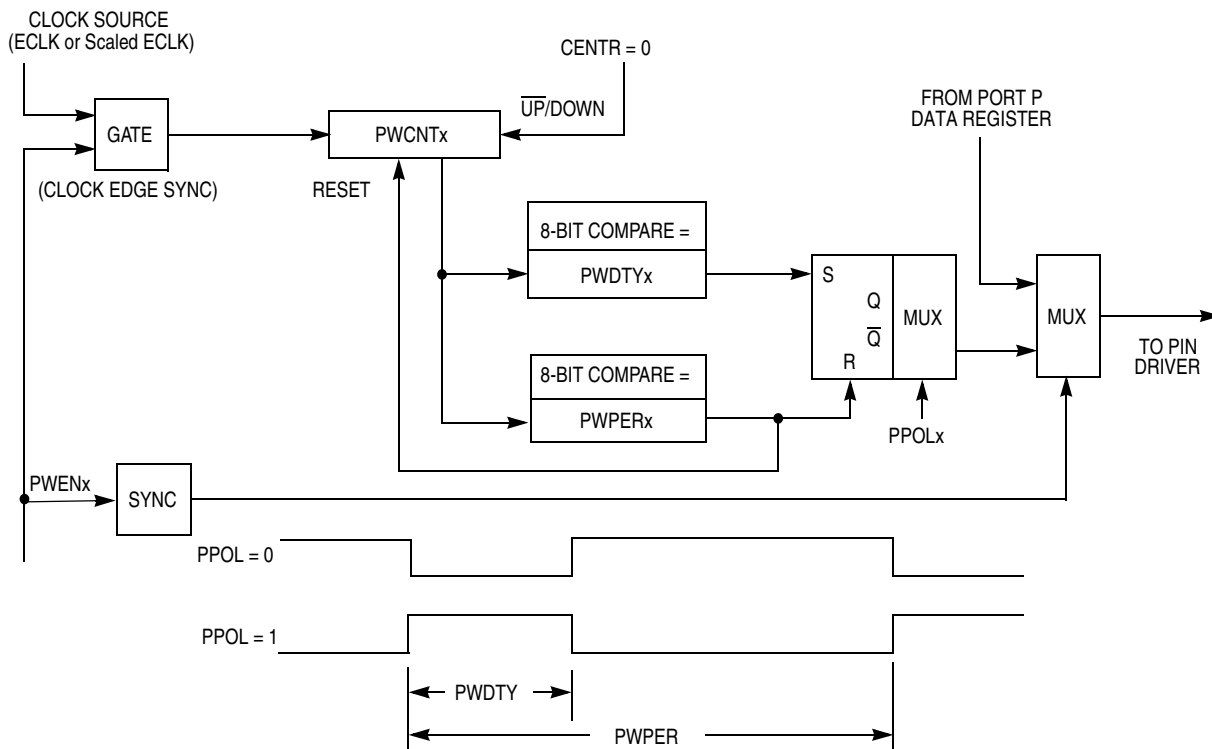 CLOCK SOURCE
(ECLK or Scaled ECLK)
CENTR = 0
UP/DOWN
FROM PORT P
DATA REGISTER
GATE
PWCNTx
(CLOCK EDGE SYNC)
RESET
8-BIT COMPARE =
PWDTYx
S
Q
Q
R
MUX
MUX
TO PIN
DRIVER
8-BIT COMPARE =
PWPERx
PPOLx
PWENx
SYNC
PPOL = 0
PPOL = 1
PWDTY
PWPER